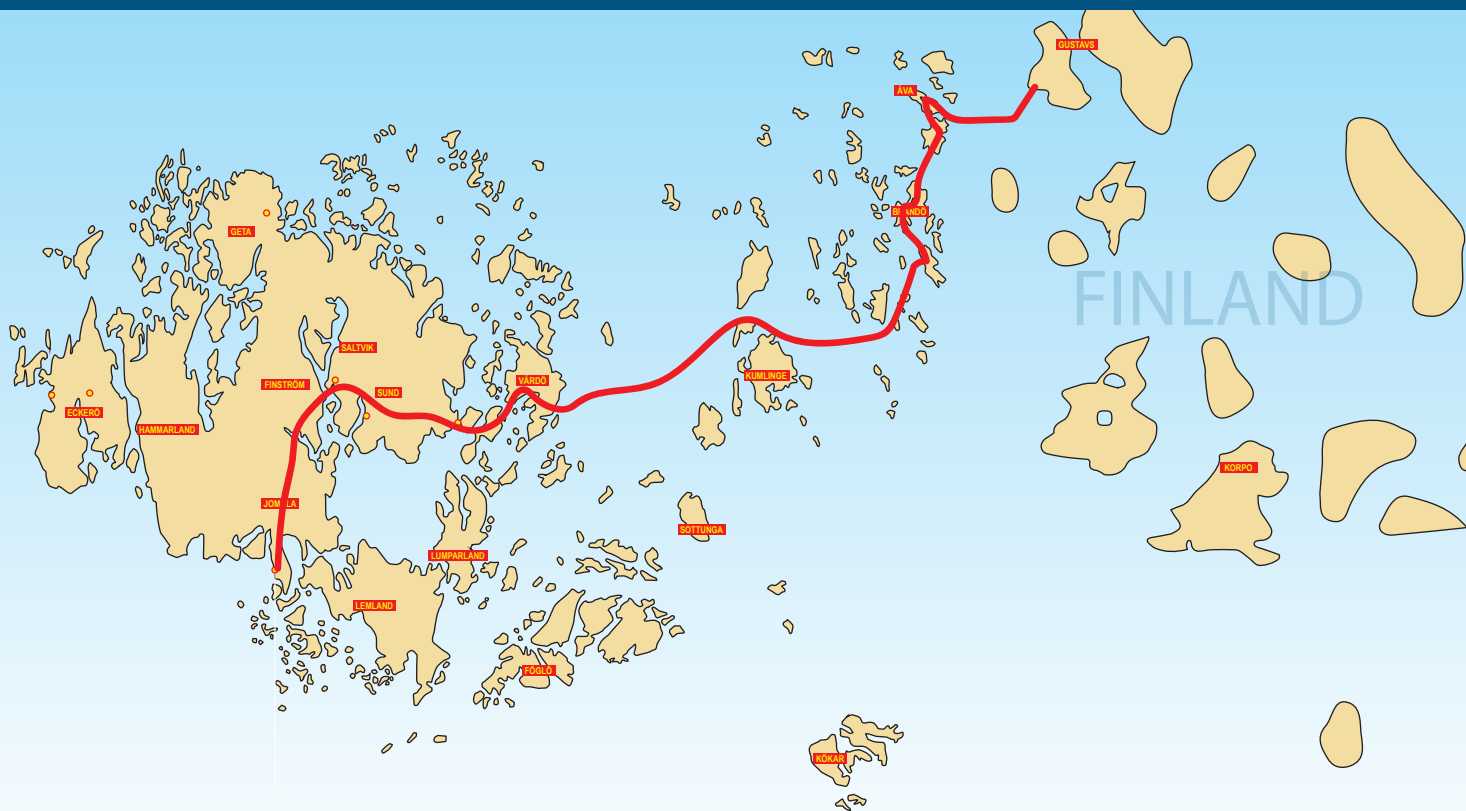 GUSTAVS
ÅVA
BRÄNDÖ
GETA
FINLAND
SALTVIK
FINSTRÖM
SUND
VÅRDÖ
KUMLINGE
ECKERÖ
HAMMARLAND
KORPO
JOMALA
SOTTUNGA
LUMPARLAND
LEMLAND
FÖGLÖ
KÖKAR